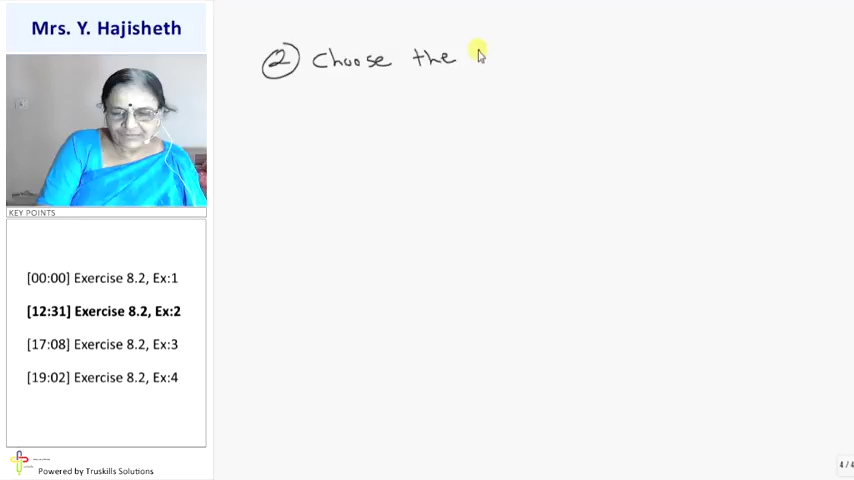 Mrs. Y. Hajisheth
KEY POINTS
[00:00] Exercise 8.2, Ex:1
[12:31] Exercise 8.2, Ex:2
[17:08] Exercise 8.2, Ex:3
[19:02] Exercise 8.2, Ex:4
Powered by Truskills Solutions
② Choose the
4 / 4